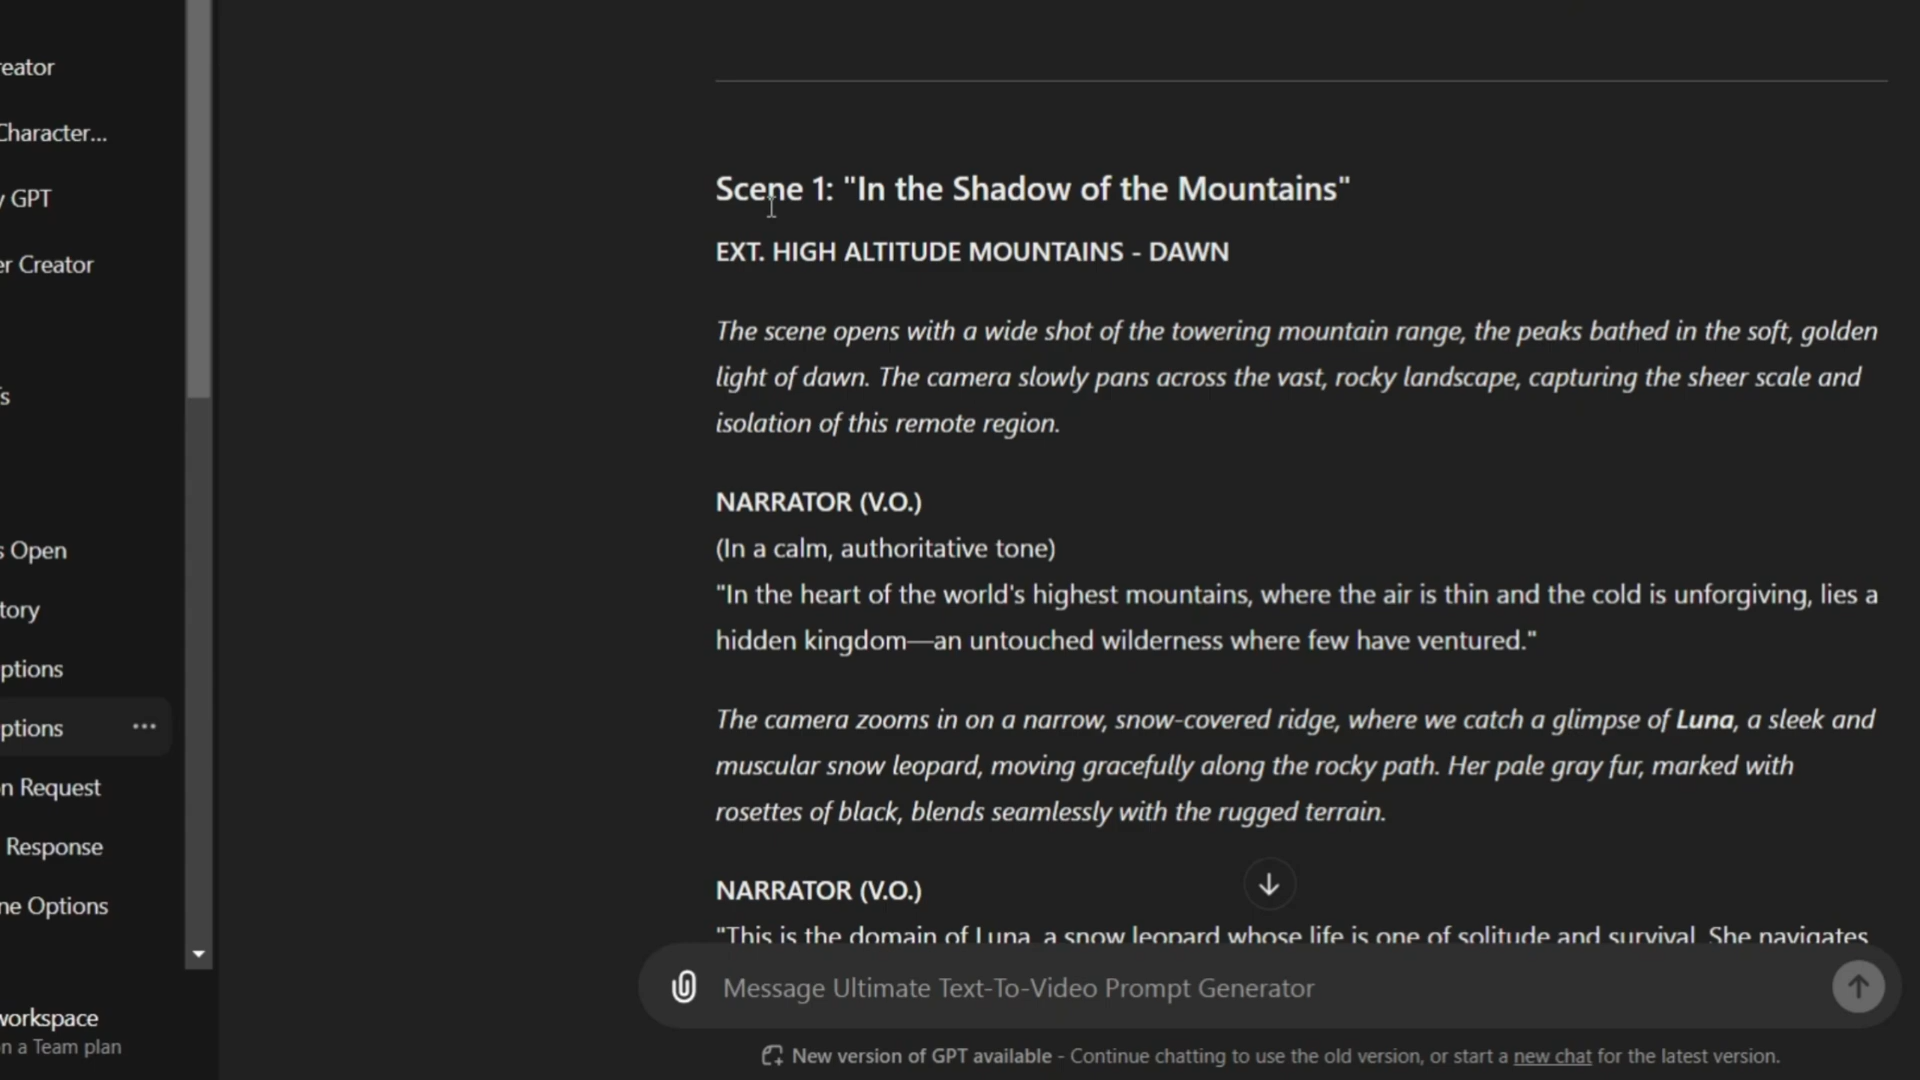 eator
Character...
y GPT
er Creator
s
s Open
tory
ptions
ptions
n Request
Response
ne Options
workspace
n a Team plan
Scene 1: "In the Shadow of the Mountains"
EXT. HIGH ALTITUDE MOUNTAINS - DAWN
The scene opens with a wide shot of the towering mountain range, the peaks bathed in the soft, golden
light of dawn. The camera slowly pans across the vast, rocky landscape, capturing the sheer scale and
isolation of this remote region.
NARRATOR (V.O.)
(In a calm, authoritative tone)
"In the heart of the world's highest mountains, where the air is thin and the cold is unforgiving, lies a
hidden kingdom—an untouched wilderness where few have ventured."
The camera zooms in on a narrow, snow-covered ridge, where we catch a glimpse of Luna, a sleek and
muscular snow leopard, moving gracefully along the rocky path. Her pale gray fur, marked with
rosettes of black, blends seamlessly with the rugged terrain.
NARRATOR (V.O.)
"This is the domain of Luna, a snow leopard whose life is one of solitude and survival. She navigates
Message Ultimate Text-To-Video Prompt Generator
New version of GPT available - Continue chatting to use the old version, or start a new chat for the latest version.